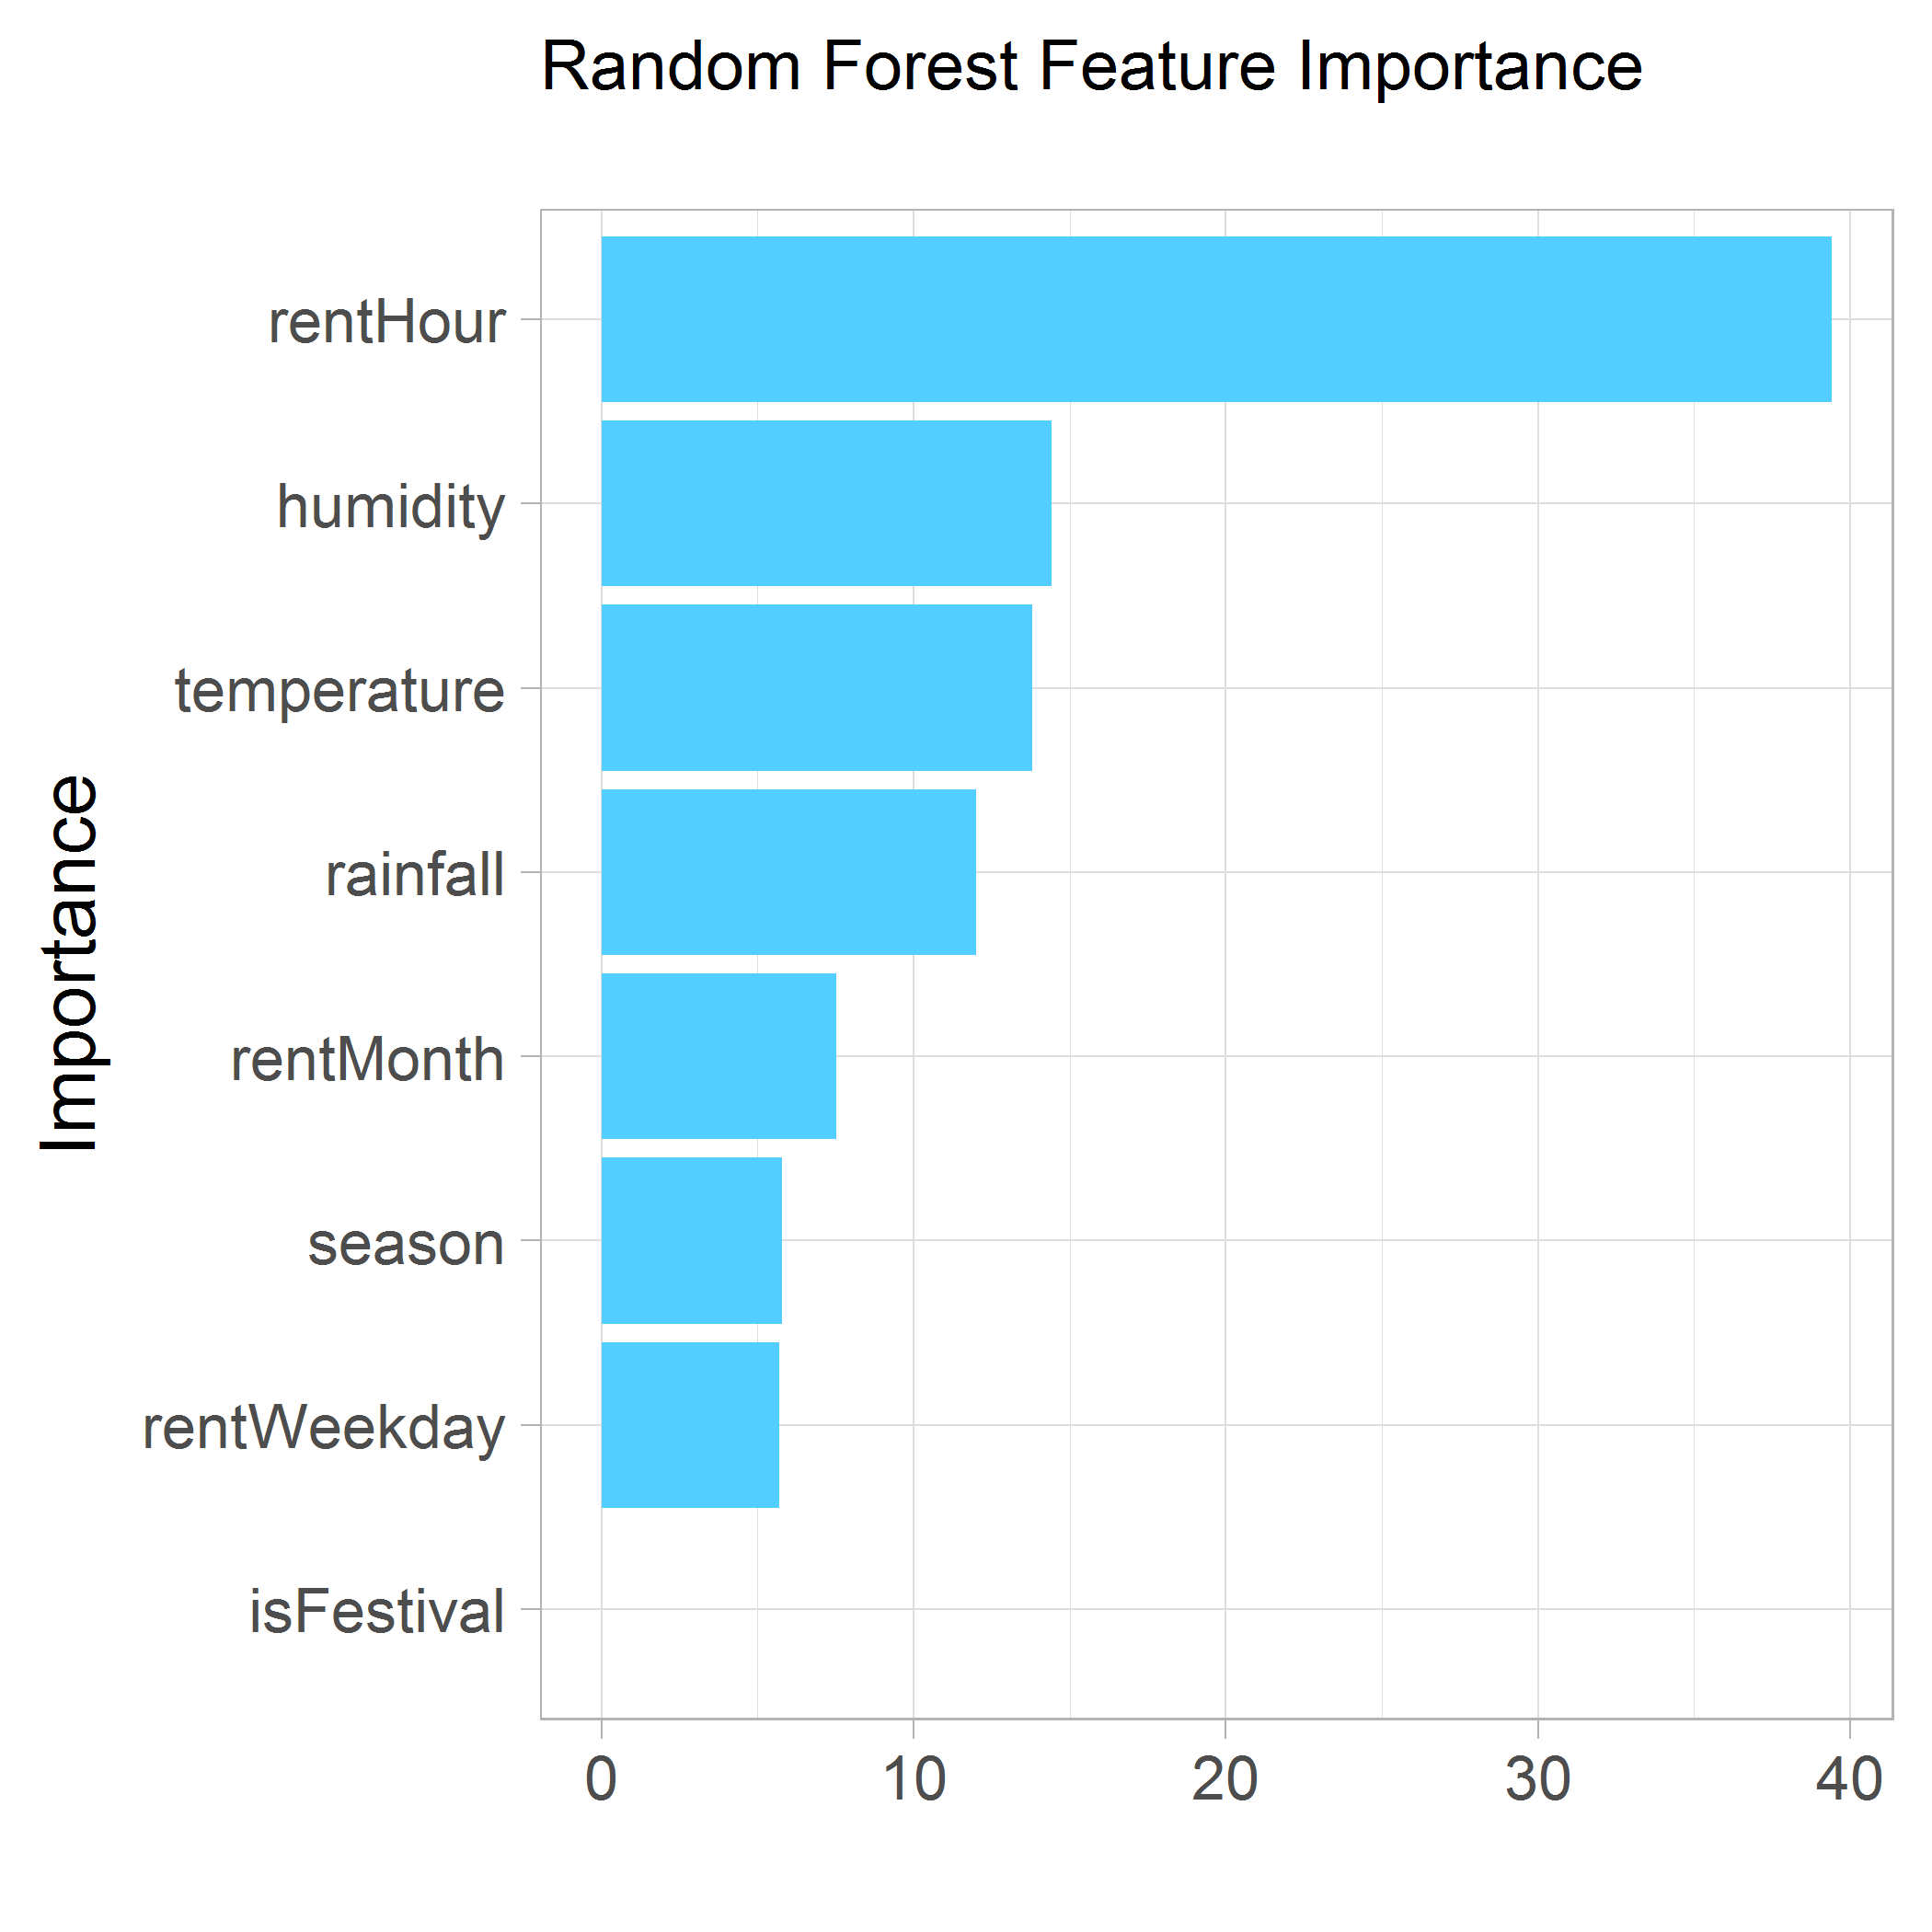 Random Forest Feature Importance
Importance
rentHour
humidity
temperature
rainfall
rentMonth
season
rentWeekday
isFestival
0 10 20 30 40